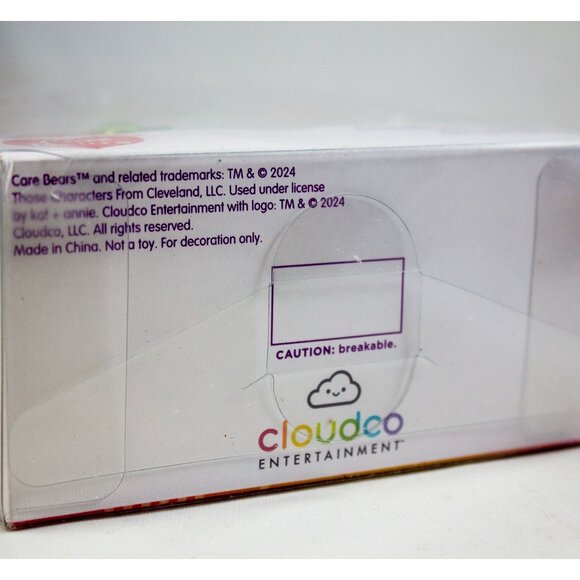 Care Bears™ and related trademarks: TM & © 2024
Those Characters From Cleveland, LLC. Used under license
by kat + annie. Cloudco Entertainment with logo: TM & © 2024
Cloudco, LLC. All rights reserved.
Made in China. Not a toy. For decoration only.
CAUTION: breakable.
cloudco
ENTERTAINMENT™